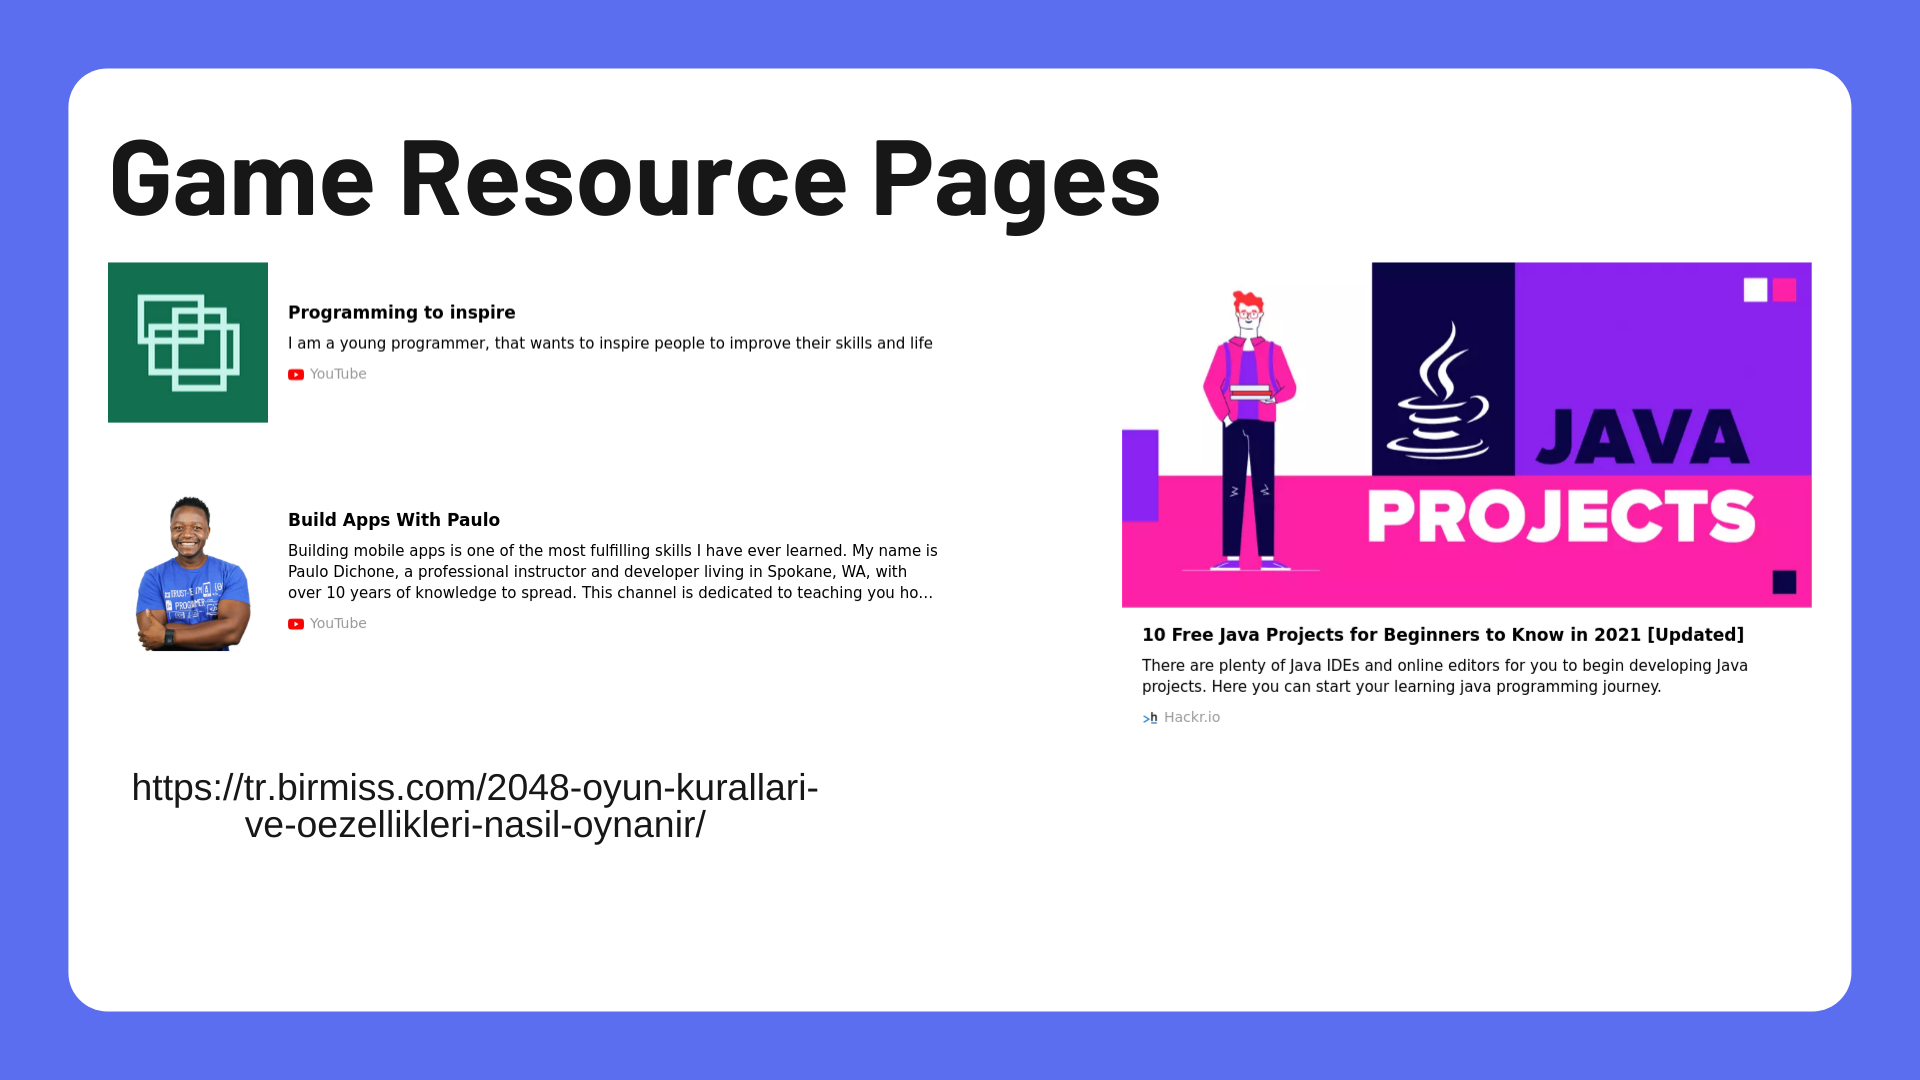 Game Resource Pages
Programming to inspire
I am a young programmer, that wants to inspire people to improve their skills and life
YouTube
Build Apps With Paulo
Building mobile apps is one of the most fulfilling skills I have ever learned. My name is
Paulo Dichone, a professional instructor and developer living in Spokane, WA, with
over 10 years of knowledge to spread. This channel is dedicated to teaching you ho...
YouTube
https://tr.birmiss.com/2048-oyun-kurallari-
ve-oezellikleri-nasil-oynanir/
JAVA
PROJECTS
10 Free Java Projects for Beginners to Know in 2021 [Updated]
There are plenty of Java IDEs and online editors for you to begin developing Java
projects. Here you can start your learning java programming journey.
>h Hackr.io